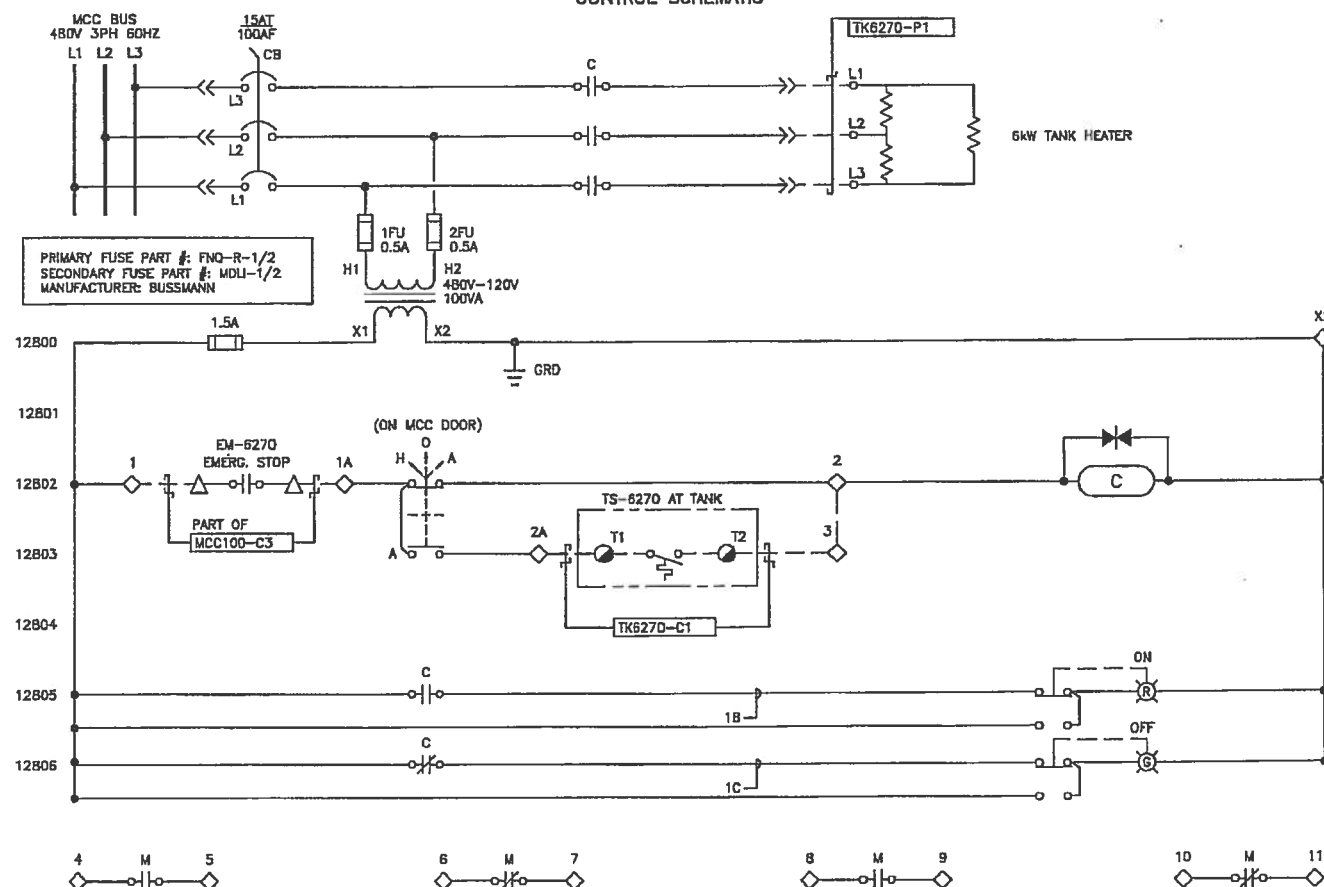 CONTROL SCHEMATIC
MCC BUS
480V 3PH 60HZ
L1 L2 L3
15AT
100AF
CB
C
TK6270-P1
L3
L1
L2
L2
6kW TANK HEATER
L1
L3
1FU
0.5A
2FU
0.5A
PRIMARY FUSE PART #: FNQ-R-1/2
SECONDARY FUSE PART #: MDLI-1/2
MANUFACTURER: BUSSMANN
H1
H2
480V-120V
100VA
1.5A
X1
X2
12800
GRD
12801
(ON MCC DOOR)
O
H A
1
EM-6270
EMERG. STOP
1A
2
12802
C
PART OF
MCC100-C3
TS-6270 AT TANK
12803
A
2A
T1
T2
3
12804
TK6270-C1
C
ON
12805
R
1B
C
OFF
12806
G
1C
4 M 5
6 M 7
8 M 9
10 M 11